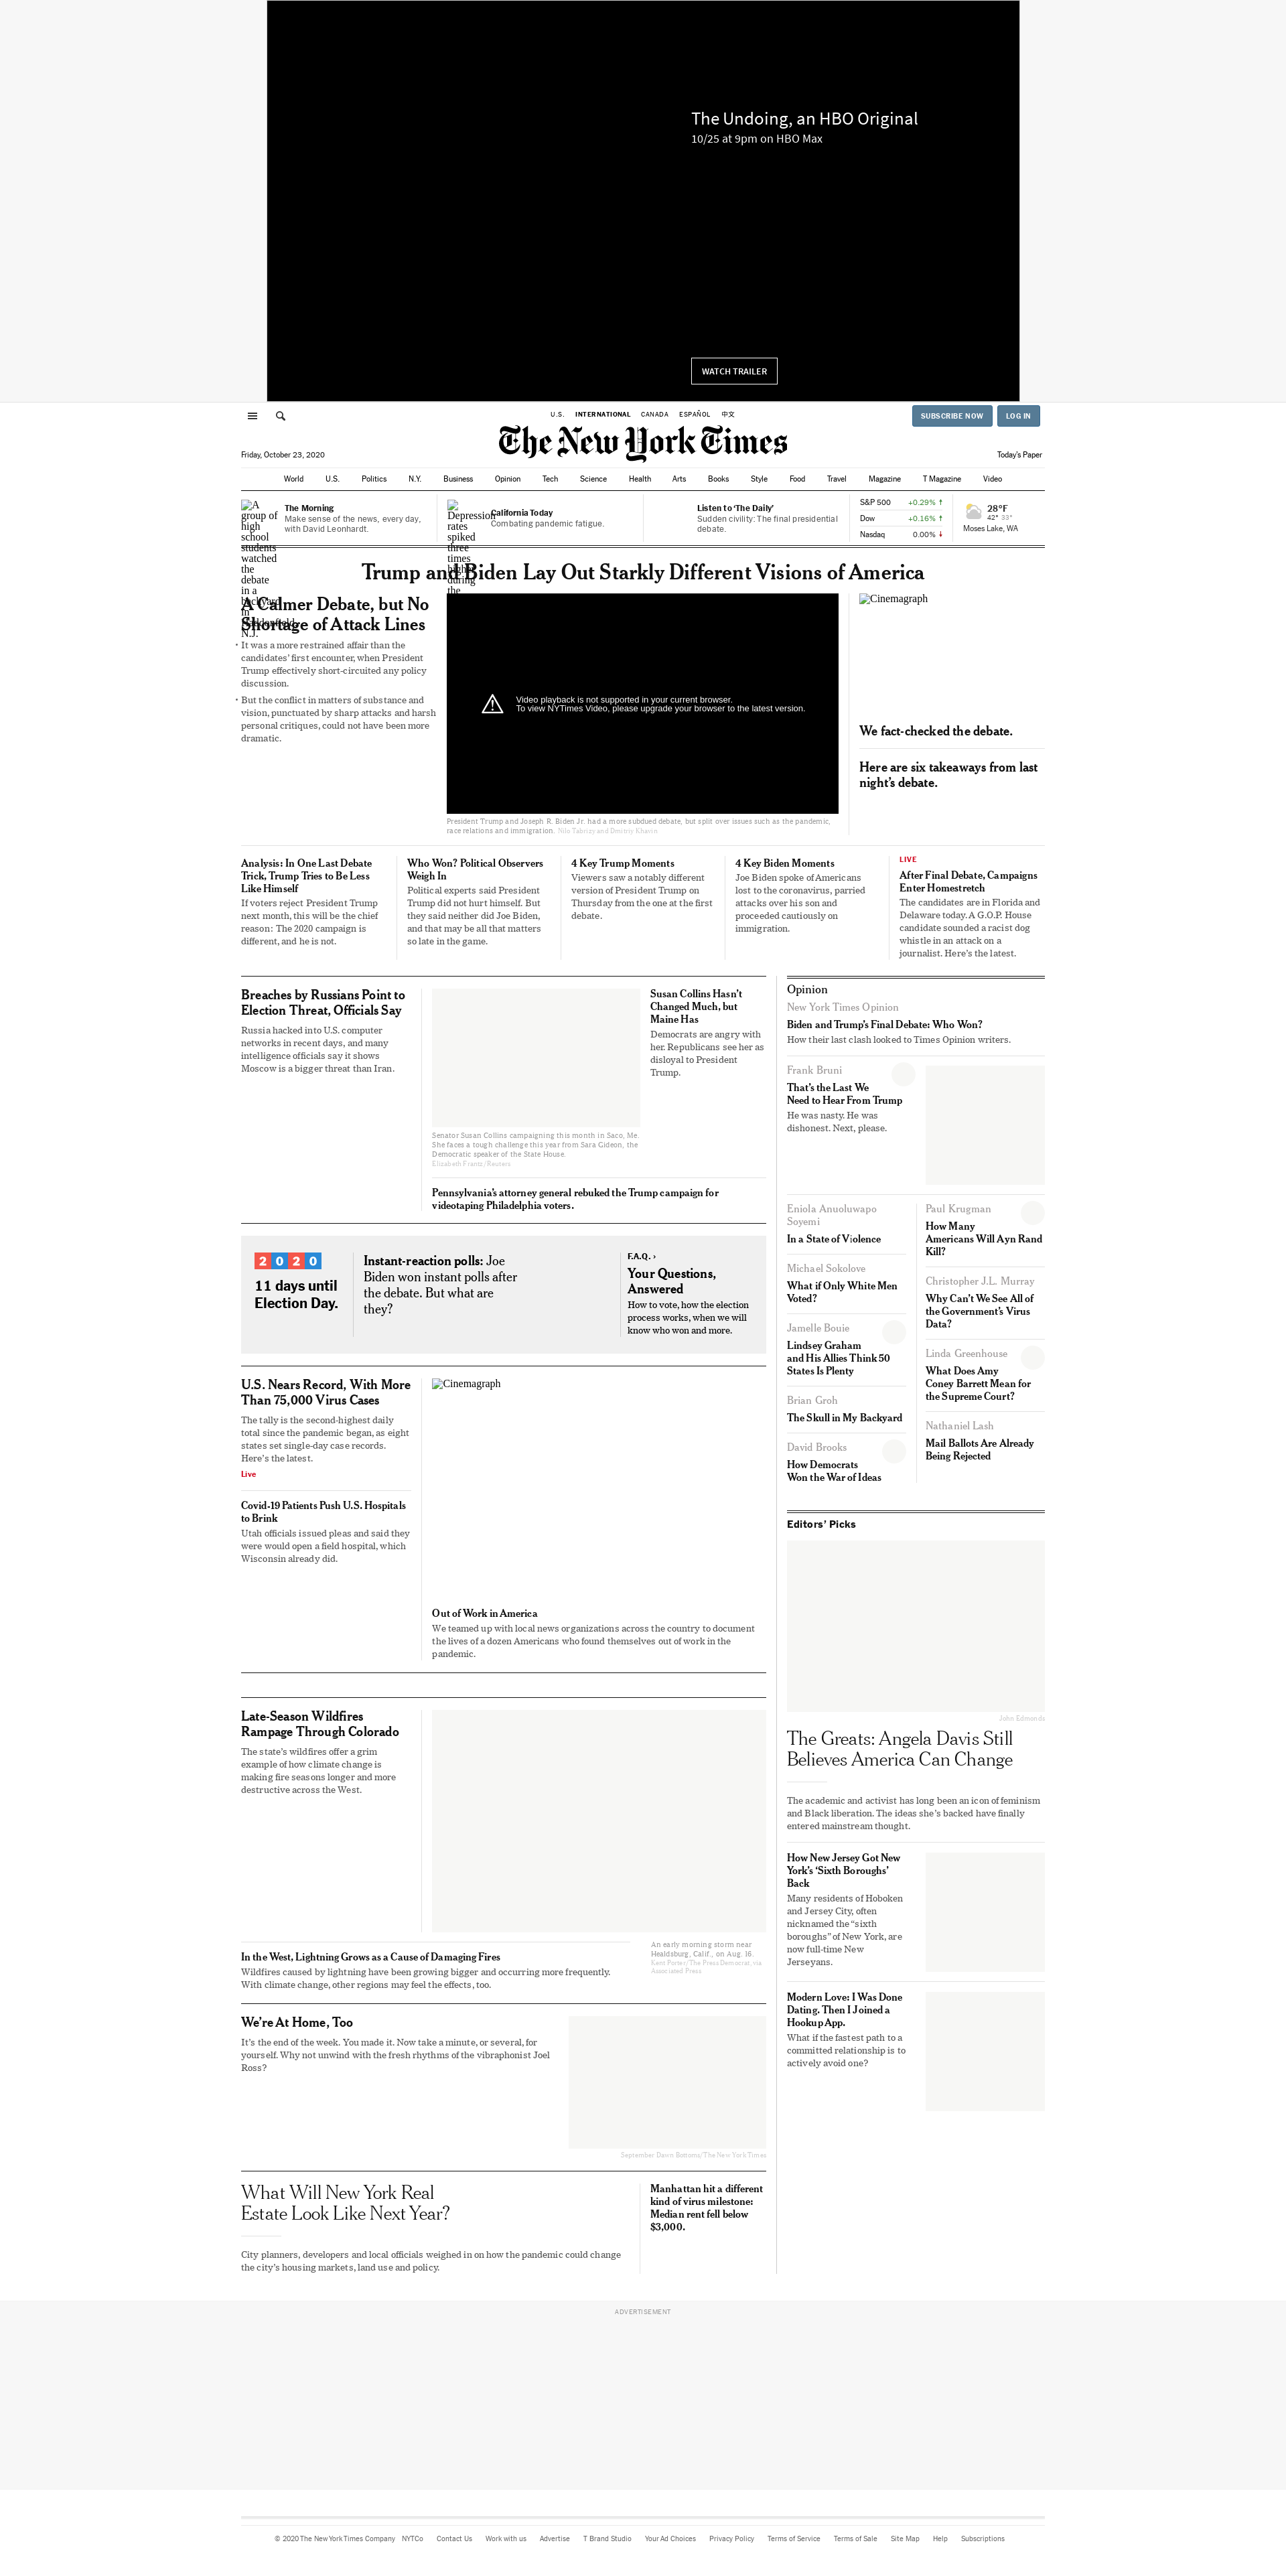 The Undoing, an HBO Original
10/25 at 9pm on HBO Max
WATCH TRAILER
U.S. INTERNATIONAL CANADA ESPAÑOL 中文
SUBSCRIBE NOW LOG IN
The New York Times
Friday, October 23, 2020
Today's Paper
World U.S. Politics N.Y. Business Opinion Tech Science Health Arts Books Style Food Travel Magazine T Magazine Video
A group of high school students watched the debate in a backyard in Haddonfield, N.J.
The Morning
Make sense of the news, every day,
with David Leonhardt.
Depression rates spiked three times higher during the
California Today
Combating pandemic fatigue.
Listen to 'The Daily'
Sudden civility: The final presidential
debate.
S&P 500 +0.29% ↑
Dow +0.16% ↑
Nasdaq 0.00% ↓
28°F
42° 33°
Moses Lake, WA
Trump and Biden Lay Out Starkly Different Visions of America
A Calmer Debate, but No
Shortage of Attack Lines
• It was a more restrained affair than the
candidates' first encounter, when President
Trump effectively short-circuited any policy
discussion.
• But the conflict in matters of substance and
vision, punctuated by sharp attacks and harsh
personal critiques, could not have been more
dramatic.
Video playback is not supported in your current browser.
To view NYTimes Video, please upgrade your browser to the latest version.
President Trump and Joseph R. Biden Jr. had a more subdued debate, but split over issues such as the pandemic,
race relations and immigration. Nilo Tabrizy and Dmitriy Khavin
Cinemagraph
We fact-checked the debate.
Here are six takeaways from last
night's debate.
Analysis: In One Last Debate
Trick, Trump Tries to Be Less
Like Himself
If voters reject President Trump
next month, this will be the chief
reason: The 2020 campaign is
different, and he is not.
Who Won? Political Observers
Weigh In
Political experts said President
Trump did not hurt himself. But
they said neither did Joe Biden,
and that may be all that matters
so late in the game.
4 Key Trump Moments
Viewers saw a notably different
version of President Trump on
Thursday from the one at the first
debate.
4 Key Biden Moments
Joe Biden spoke of Americans
lost to the coronavirus, parried
attacks over his son and
proceeded cautiously on
immigration.
LIVE
After Final Debate, Campaigns
Enter Homestretch
The candidates are in Florida and
Delaware today. A G.O.P. House
candidate sounded a racist dog
whistle in an attack on a
journalist. Here's the latest.
Breaches by Russians Point to
Election Threat, Officials Say
Russia hacked into U.S. computer
networks in recent days, and many
intelligence officials say it shows
Moscow is a bigger threat than Iran.
Senator Susan Collins campaigning this month in Saco, Me.
She faces a tough challenge this year from Sara Gideon, the
Democratic speaker of the State House.
Elizabeth Frantz/Reuters
Susan Collins Hasn't
Changed Much, but
Maine Has
Democrats are angry with
her. Republicans see her as
disloyal to President
Trump.
Pennsylvania's attorney general rebuked the Trump campaign for
videotaping Philadelphia voters.
2020
11 days until
Election Day.
Instant-reaction polls: Joe
Biden won instant polls after
the debate. But what are
they?
F.A.Q. ›
Your Questions,
Answered
How to vote, how the election
process works, when we will
know who won and more.
U.S. Nears Record, With More
Than 75,000 Virus Cases
The tally is the second-highest daily
total since the pandemic began, as eight
states set single-day case records.
Here's the latest.
Live
Covid-19 Patients Push U.S. Hospitals
to Brink
Utah officials issued pleas and said they
were would open a field hospital, which
Wisconsin already did.
Cinemagraph
Out of Work in America
We teamed up with local news organizations across the country to document
the lives of a dozen Americans who found themselves out of work in the
pandemic.
Late-Season Wildfires
Rampage Through Colorado
The state's wildfires offer a grim
example of how climate change is
making fire seasons longer and more
destructive across the West.
In the West, Lightning Grows as a Cause of Damaging Fires
Wildfires caused by lightning have been growing bigger and occurring more frequently.
With climate change, other regions may feel the effects, too.
An early morning storm near
Healdsburg, Calif., on Aug. 16.
Kent Porter/The Press Democrat, via
Associated Press
We're At Home, Too
It's the end of the week. You made it. Now take a minute, or several, for
yourself. Why not unwind with the fresh rhythms of the vibraphonist Joel
Ross?
September Dawn Bottoms/The New York Times
What Will New York Real
Estate Look Like Next Year?
City planners, developers and local officials weighed in on how the pandemic could change
the city's housing markets, land use and policy.
Manhattan hit a different
kind of virus milestone:
Median rent fell below
$3,000.
Opinion
New York Times Opinion
Biden and Trump's Final Debate: Who Won?
How their last clash looked to Times Opinion writers.
Frank Bruni
That's the Last We
Need to Hear From Trump
He was nasty. He was
dishonest. Next, please.
Eniola Anuoluwapo
Soyemi
In a State of Violence
Michael Sokolove
What if Only White Men
Voted?
Jamelle Bouie
Lindsey Graham
and His Allies Think 50
States Is Plenty
Brian Groh
The Skull in My Backyard
David Brooks
How Democrats
Won the War of Ideas
Paul Krugman
How Many
Americans Will Ayn Rand
Kill?
Christopher J.L. Murray
Why Can't We See All of
the Government's Virus
Data?
Linda Greenhouse
What Does Amy
Coney Barrett Mean for
the Supreme Court?
Nathaniel Lash
Mail Ballots Are Already
Being Rejected
Editors' Picks
John Edmonds
The Greats: Angela Davis Still
Believes America Can Change
The academic and activist has long been an icon of feminism
and Black liberation. The ideas she's backed have finally
entered mainstream thought.
How New Jersey Got New
York's 'Sixth Boroughs'
Back
Many residents of Hoboken
and Jersey City, often
nicknamed the "sixth
boroughs" of New York, are
now full-time New
Jerseyans.
Modern Love: I Was Done
Dating. Then I Joined a
Hookup App.
What if the fastest path to a
committed relationship is to
actively avoid one?
ADVERTISEMENT
© 2020 The New York Times Company NYTCo Contact Us Work with us Advertise T Brand Studio Your Ad Choices Privacy Policy Terms of Service Terms of Sale Site Map Help Subscriptions